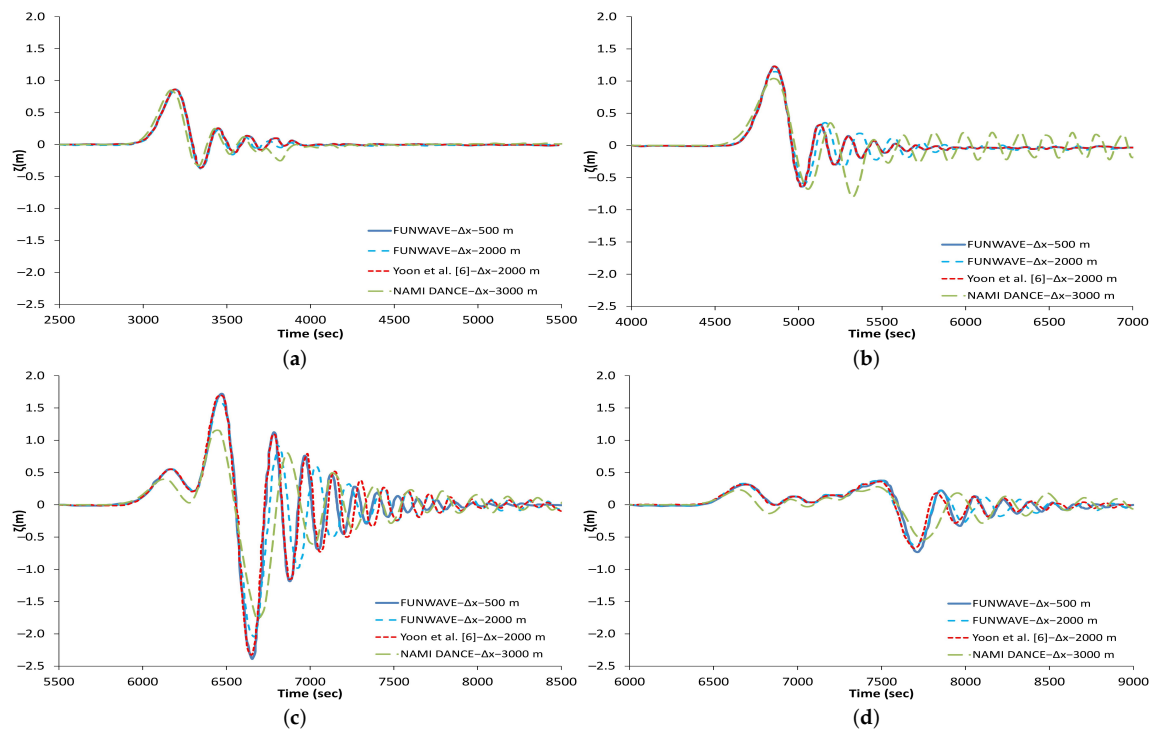 2.0
1.5
1.0
0.5
0
−0.5
−1.0
−1.5
−2.0
−2.5
ζ(m)
2500 3000 3500 4000 4500 5000 5500
Time (sec)
FUNWAVE−Δx−500 m
FUNWAVE−Δx−2000 m
Yoon et al. [6]−Δx−2000 m
NAMI DANCE−Δx−3000 m
(a)
2.0
1.5
1.0
0.5
0
−0.5
−1.0
−1.5
−2.0
−2.5
ζ(m)
4000 4500 5000 5500 6000 6500 7000
Time (sec)
FUNWAVE−Δx−500 m
FUNWAVE−Δx−2000 m
Yoon et al. [6]−Δx−2000 m
NAMI DANCE−Δx−3000 m
(b)
2.0
1.5
1.0
0.5
0
−0.5
−1.0
−1.5
−2.0
−2.5
ζ(m)
5500 6000 6500 7000 7500 8000 8500
Time (sec)
FUNWAVE−Δx−500 m
FUNWAVE−Δx−2000 m
Yoon et al. [6]−Δx−2000 m
NAMI DANCE−Δx−3000 m
(c)
2.0
1.5
1.0
0.5
0
−0.5
−1.0
−1.5
−2.0
−2.5
ζ(m)
6000 6500 7000 7500 8000 8500 9000
Time (sec)
FUNWAVE−Δx−500 m
FUNWAVE−Δx−2000 m
Yoon et al. [6]−Δx−2000 m
NAMI DANCE−Δx−3000 m
(d)